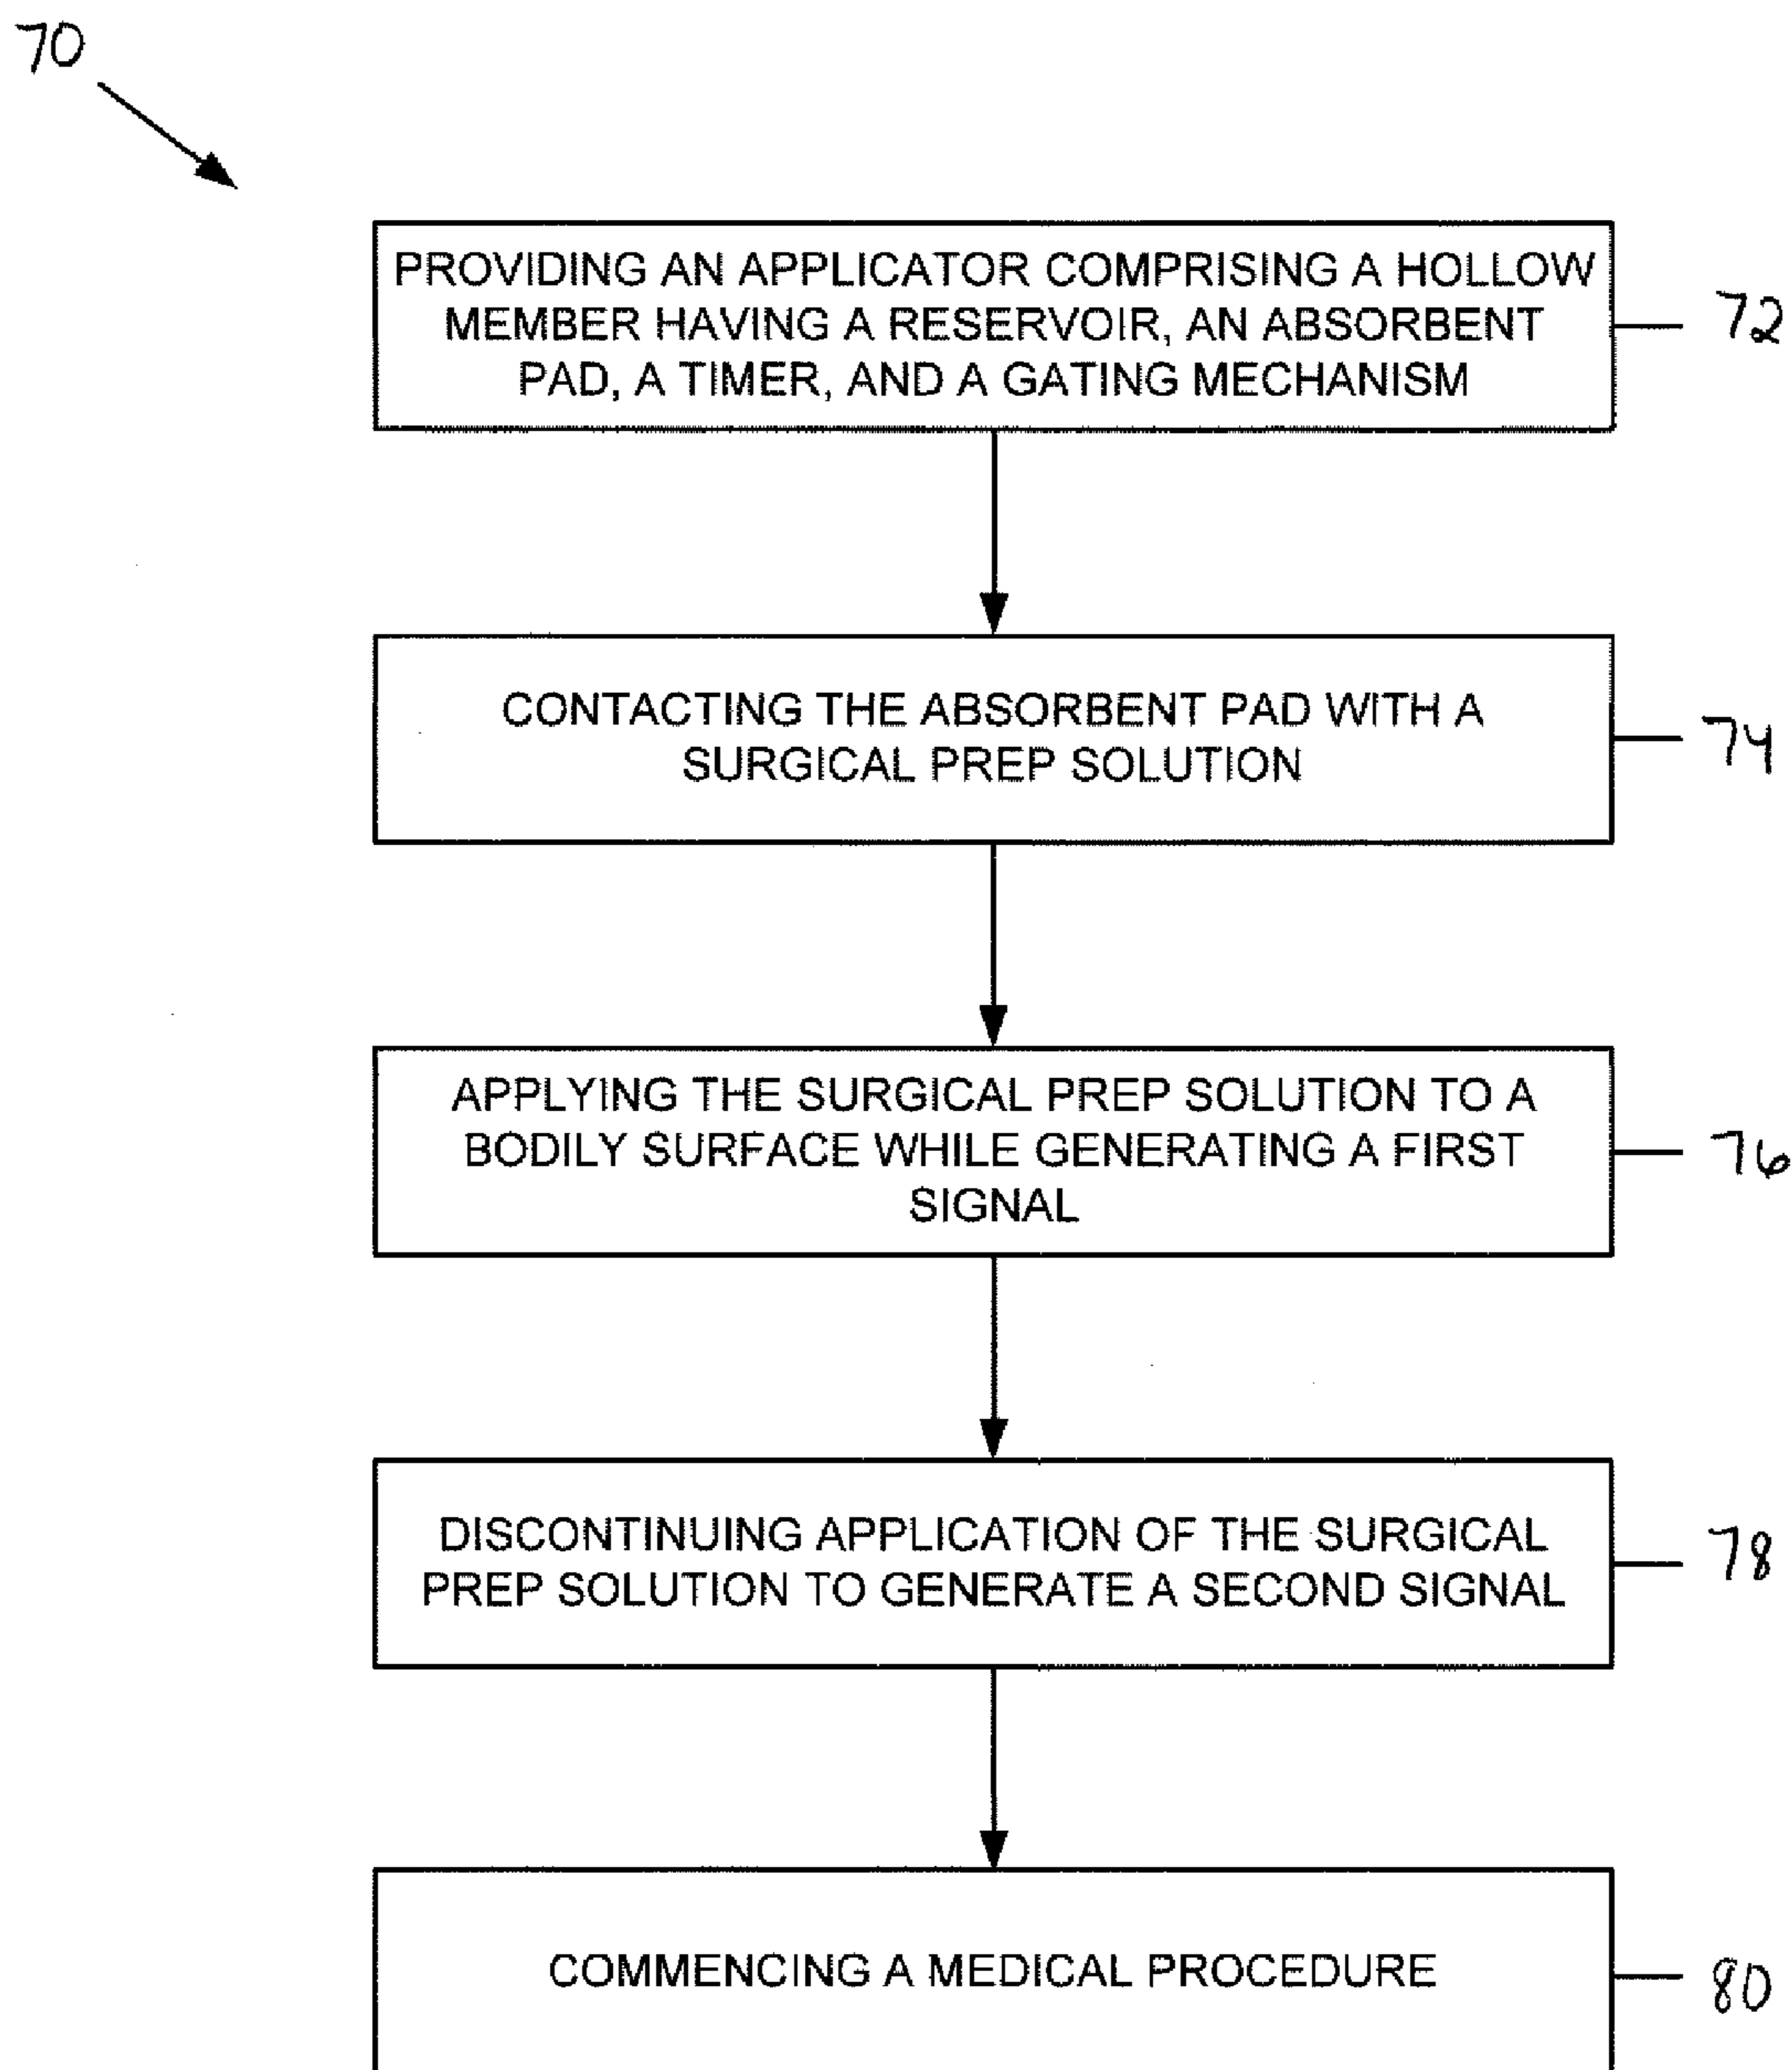 70
PROVIDING AN APPLICATOR COMPRISING A HOLLOW
MEMBER HAVING A RESERVOIR, AN ABSORBENT
PAD, A TIMER, AND A GATING MECHANISM
72
CONTACTING THE ABSORBENT PAD WITH A
SURGICAL PREP SOLUTION
74
APPLYING THE SURGICAL PREP SOLUTION TO A
BODILY SURFACE WHILE GENERATING A FIRST
SIGNAL
76
DISCONTINUING APPLICATION OF THE SURGICAL
PREP SOLUTION TO GENERATE A SECOND SIGNAL
78
COMMENCING A MEDICAL PROCEDURE
80